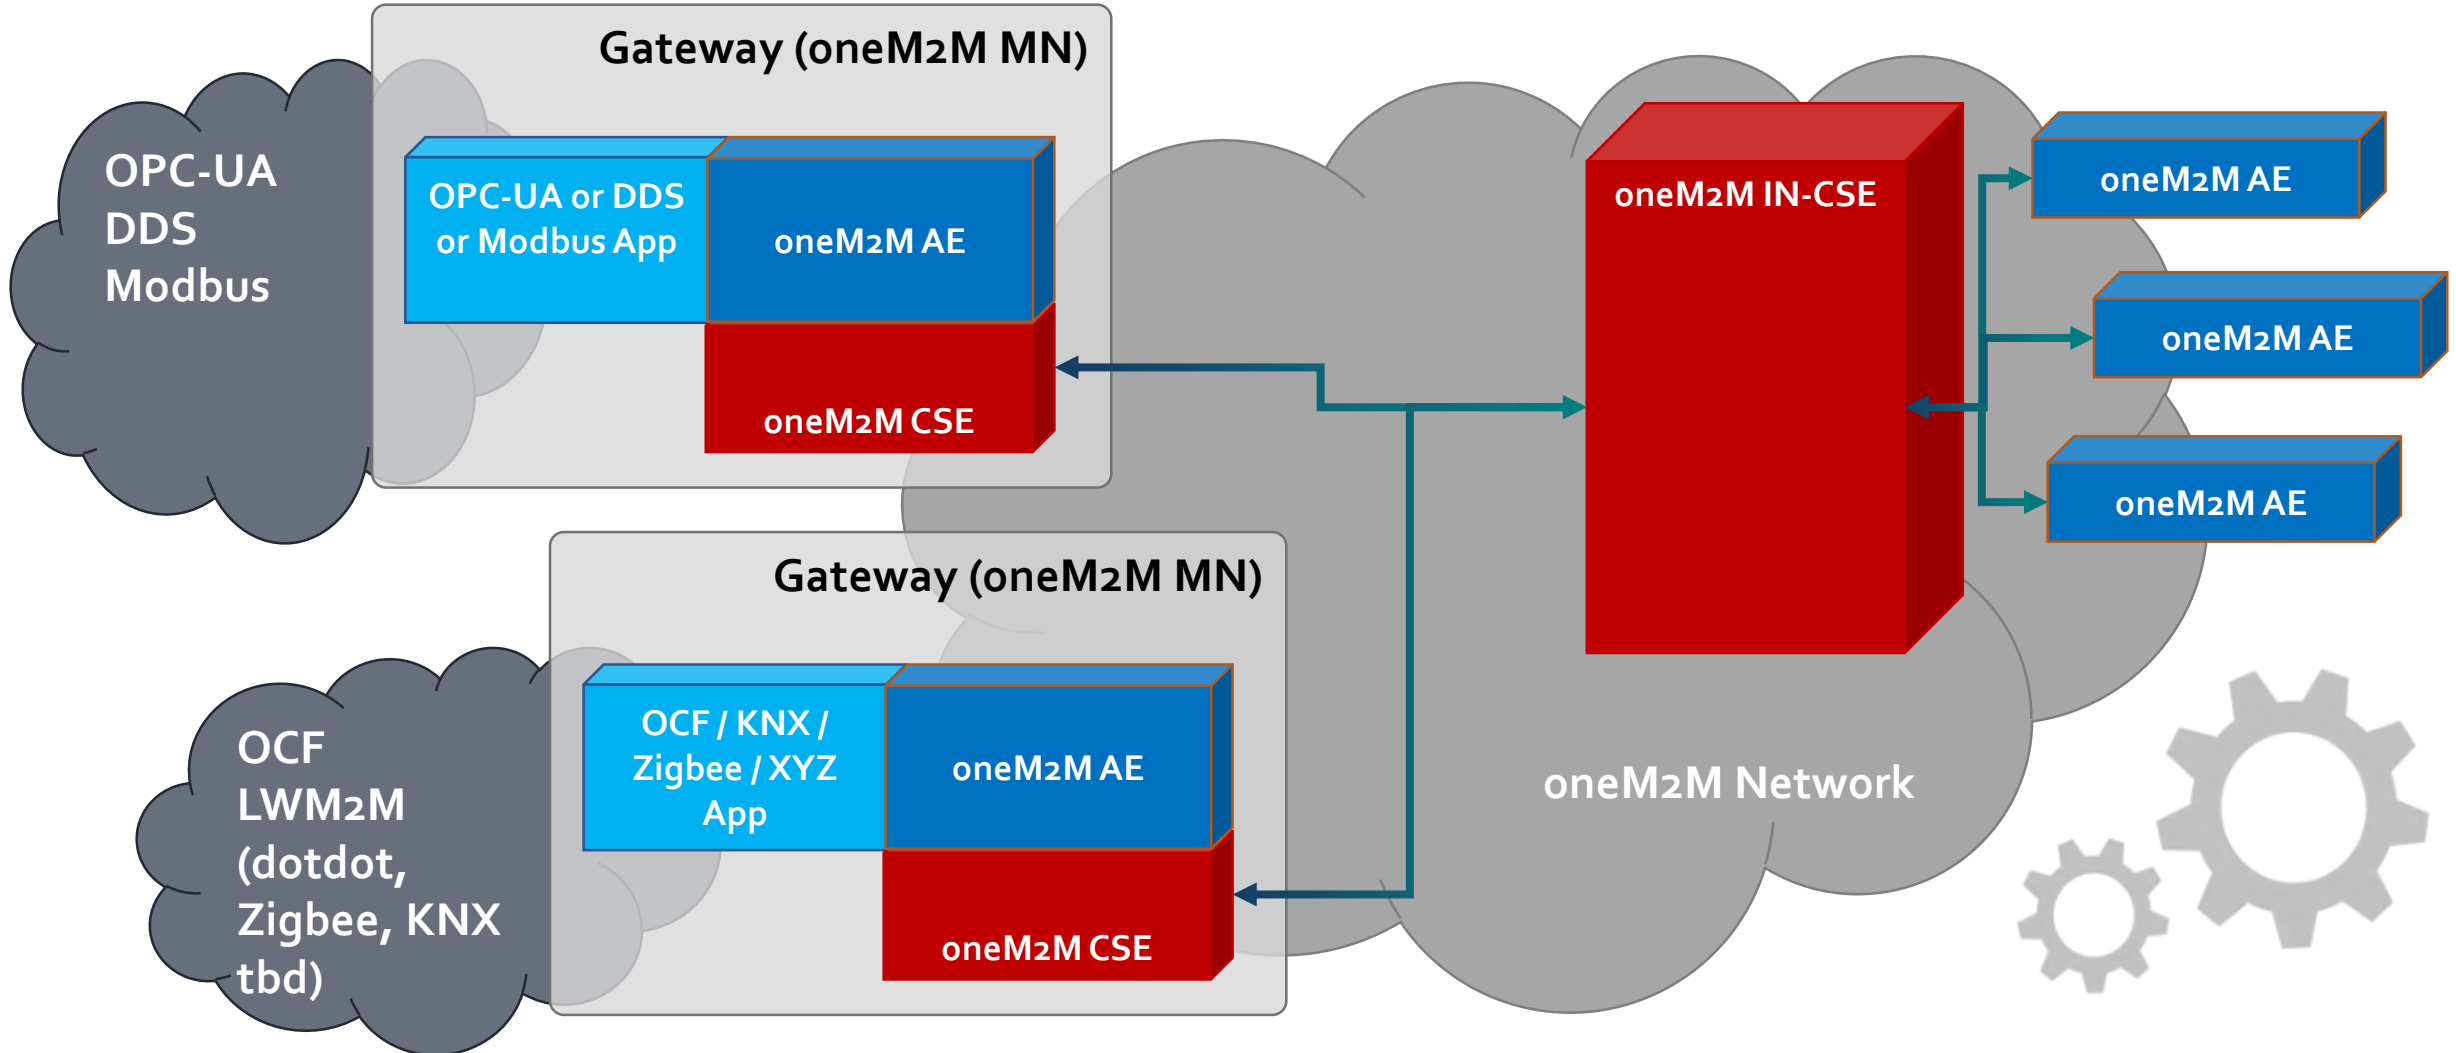 Gateway (oneM2M MN)
OPC-UA
DDS
Modbus
OPC-UA or DDS
or Modbus App
oneM2M AE
oneM2M CSE
oneM2M IN-CSE
oneM2M AE
oneM2M AE
oneM2M AE
Gateway (oneM2M MN)
OCF
LWM2M
(dotdot,
Zigbee, KNX
tbd)
OCF / KNX /
Zigbee / XYZ
App
oneM2M AE
oneM2M CSE
oneM2M Network